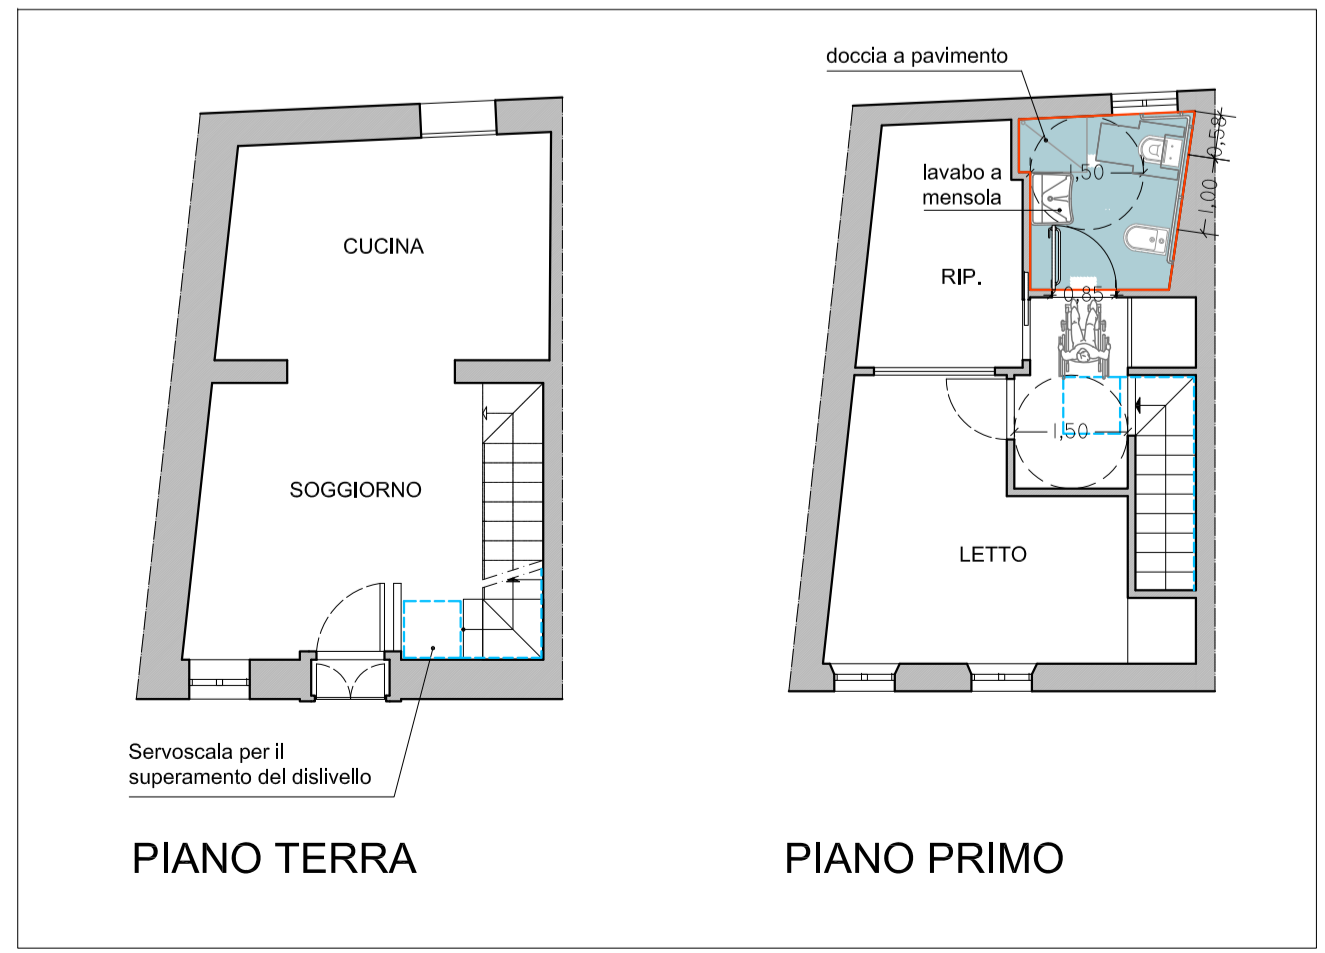 CUCINA
SOGGIORNO
Servoscala per il
superamento del dislivello
PIANO TERRA
doccia a pavimento
lavabo a
mensola
1,50
0,58
1,00
RIP.
0,85
1,50
LETTO
PIANO PRIMO